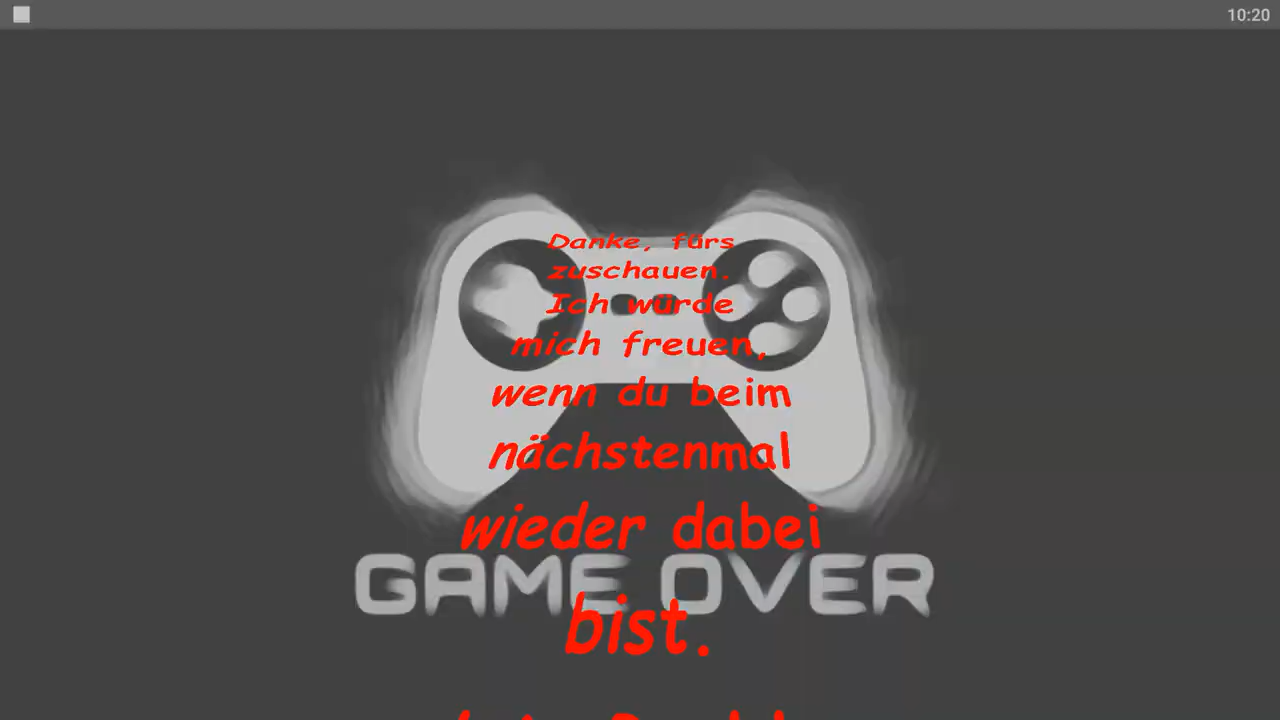 10:20
Danke, fürs
zuschauen.
Ich würde
mich freuen,
wenn du beim
nächstenmal
wieder dabei
GAME OVER
bist.